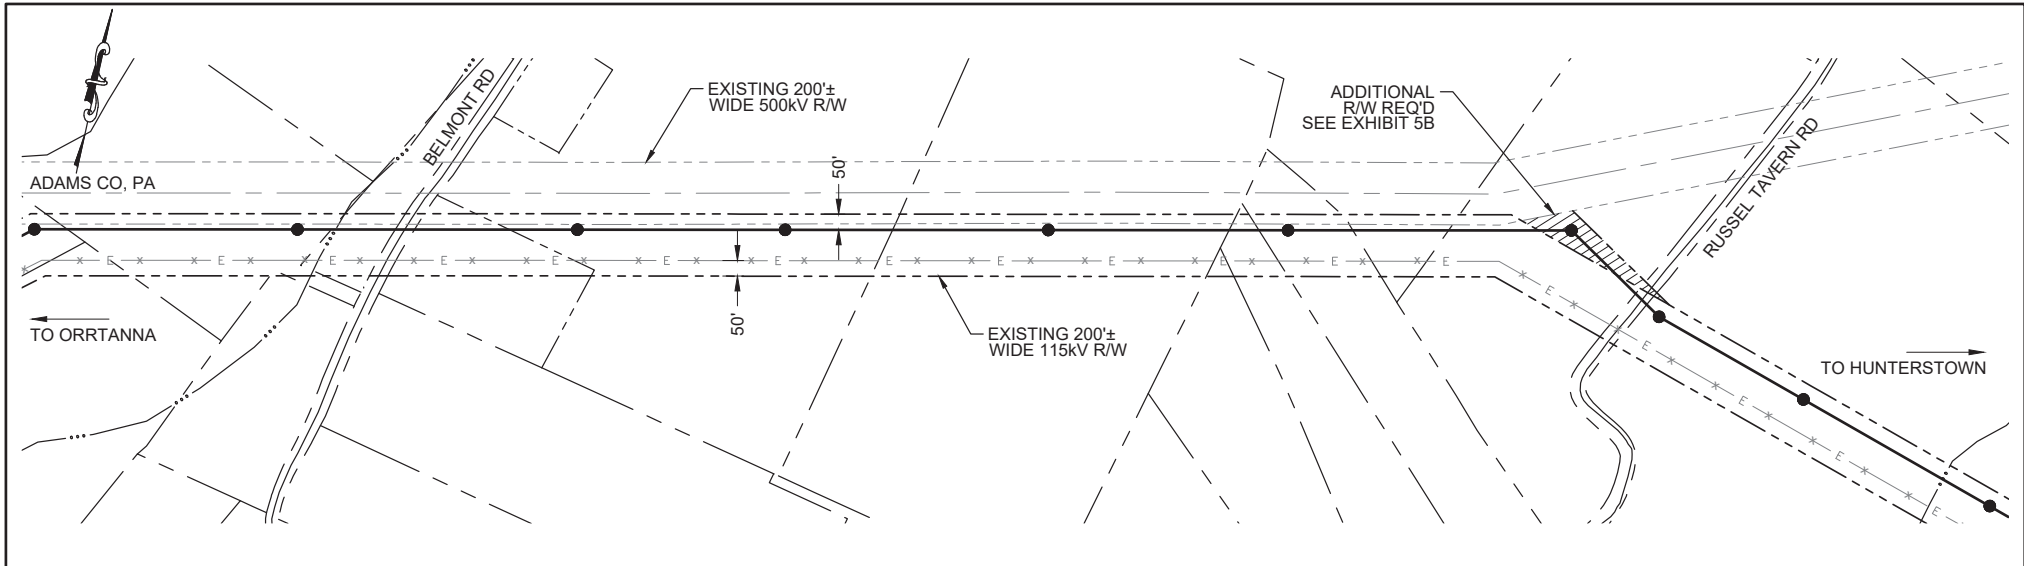 EXISTING 200'±
WIDE 500kV R/W
ADDITIONAL
R/W REQ'D
SEE EXHIBIT 5B
BELMONT RD
RUSSEL TAVERN RD
50'
ADAMS CO, PA
x E x x E x x E x x E x x E x x E x x E x x E x x E x x E x x E x x E x x E
50'
TO ORRTANNA
EXISTING 200'±
WIDE 115kV R/W
TO HUNTERSTOWN